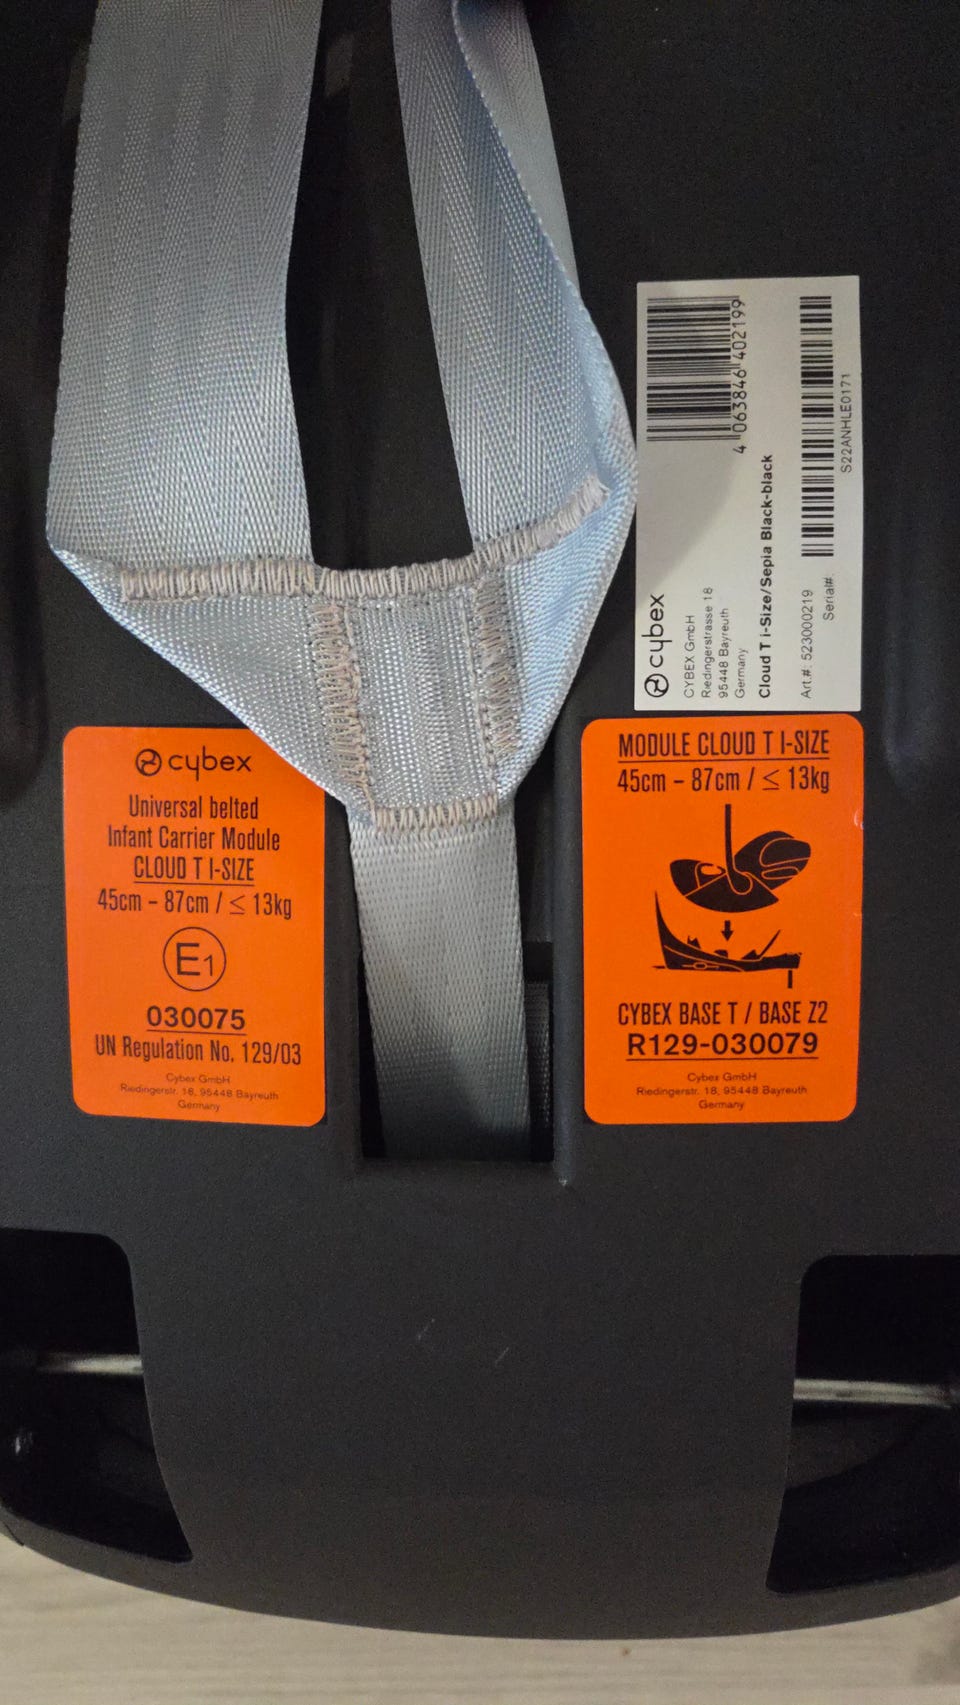 cybex
Universal belted
Infant Carrier Module
CLOUD T I-SIZE
45cm – 87cm / ≤ 13kg
E1
030075
UN Regulation No. 129/03
Cybex GmbH
Riedingerstr. 18, 95448 Bayreuth
Germany
MODULE CLOUD T I-SIZE
45cm – 87cm / ≤ 13kg
CYBEX BASE T / BASE Z2
R129-030079
Cybex GmbH
Riedingerstr. 18, 95448 Bayreuth
Germany
cybex
CYBEX GmbH
Riedingerstrasse 18
95448 Bayreuth
Germany
4 063846 402199
Cloud T i-Size/Sepia Black-black
Art.#: 523000219
Serial#:
S22ANHLE0171